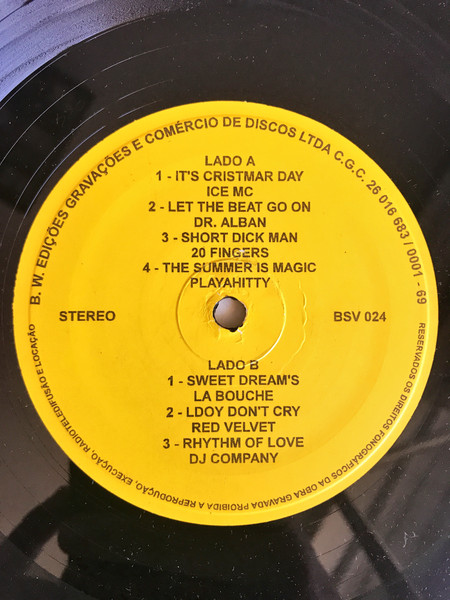 B. W. EDIÇÕES GRAVAÇÕES E COMÉRCIO DE DISCOS LTDA C.G.C. 26 016 683 / 0001 - 69
LADO A
1 - IT'S CRISTMAR DAY
ICE MC
2 - LET THE BEAT GO ON
DR. ALBAN
3 - SHORT DICK MAN
20 FINGERS
4 - THE SUMMER IS MAGIC
PLAYAHITTY
STEREO
BSV 024
LADO B
1 - SWEET DREAM'S
LA BOUCHE
2 - LDOY DON'T CRY
RED VELVET
3 - RHYTHM OF LOVE
DJ COMPANY
RESERVADOS OS DIREITOS FONOGRÁFICOS DA OBRA GRAVADA PROIBIDA A REPRODUÇÃO, EXECUÇÃO, RADIOTELEDIFUSÃO E LOCAÇÃO